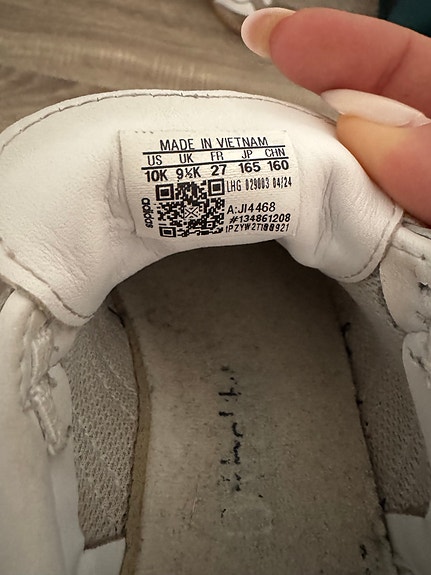 MADE IN VIETNAM
US UK FR JP CHN
10K 9½K 27 165 160
LHG 029003 04/24
adidas
A:JI4468
#134861208